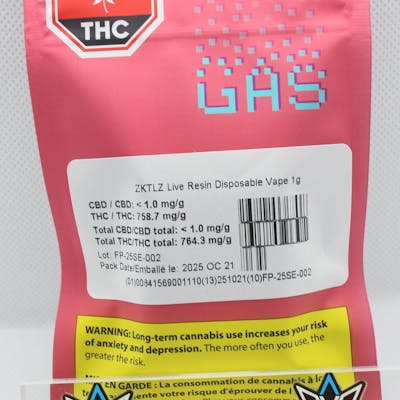 THC
GAS
ZKTLZ Live Resin Disposable Vape 1g
CBD / CBD: < 1.0 mg/g
THC / THC: 758.7 mg/g
Total CBD/CBD total: < 1.0 mg/g
Total THC/THC total: 764.3 mg/g
Lot: FP-25SE-002
Pack Date/Emballé le: 2025 OC 21
(01)00841569001110(13)251021(10)FP-25SE-002
WARNING: Long-term cannabis use increases your risk
of anxiety and depression. The more often you use, the
greater the risk.
EN GARDE : La consommation de cannabis à
risque d'éprouver de l